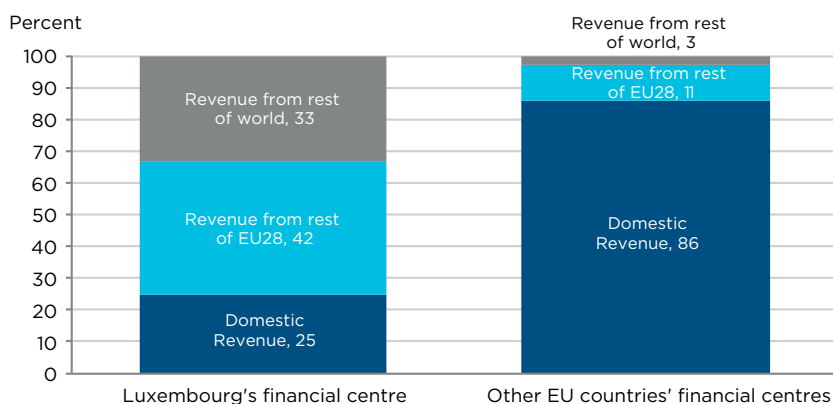 Percent
100
90
80
70
60
50
40
30
20
10
0
Revenue from rest
of world, 33
Revenue from rest
of EU28, 42
Domestic
Revenue, 25
Revenue from rest
of world, 3
Revenue from rest
of EU28, 11
Domestic
Revenue, 86
Luxembourg's financial centre
Other EU countries' financial centres